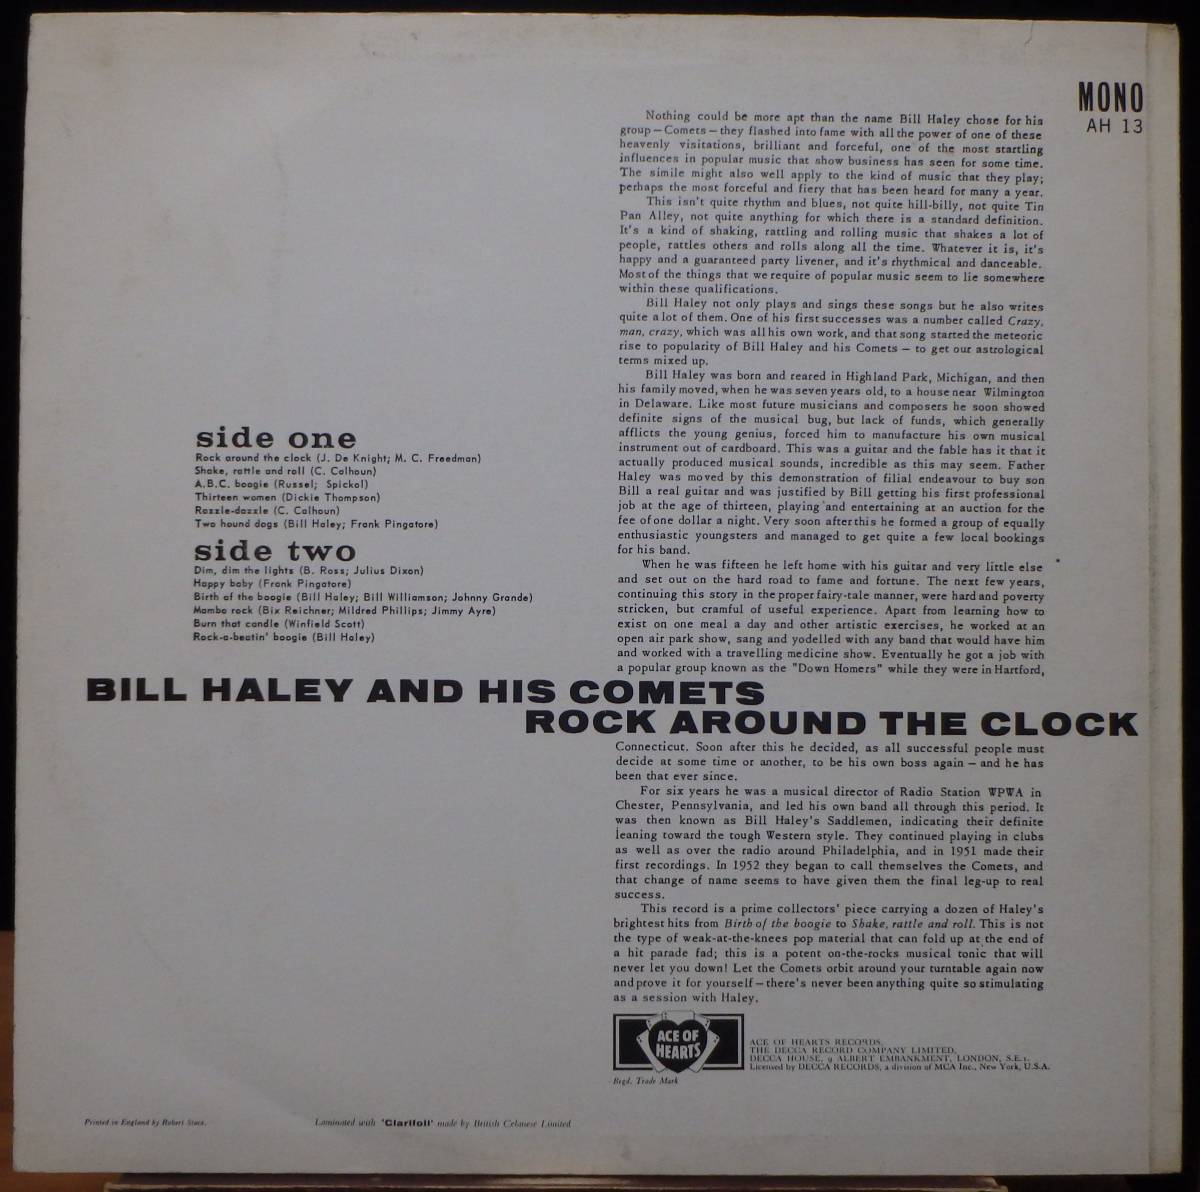 MONO
AH 13
Nothing could be more apt than the name Bill Haley chose for his
group — Comets — they flashed into fame with all the power of one of these
heavenly visitations, brilliant and forceful, one of the most startling
influences in popular music that show business has seen for some time.
The simile might also well apply to the kind of music that they play;
perhaps the most forceful and fiery that has been heard for many a year.
This isn't quite rhythm and blues, not quite hill-billy, not quite Tin
Pan Alley, not quite anything for which there is a standard definition.
It's a kind of shaking, rattling and rolling music that shakes a lot of
people, rattles others and rolls along all the time. Whatever it is, it's
happy and a guaranteed party livener, and it's rhythmical and danceable.
Most of the things that we require of popular music seem to lie somewhere
within these qualifications.
Bill Haley not only plays and sings these songs but he also writes
quite a lot of them. One of his first successes was a number called Crazy,
man, crazy, which was all his own work, and that song started the meteoric
rise to popularity of Bill Haley and his Comets — to get our astrological
terms mixed up.
Bill Haley was born and reared in Highland Park, Michigan, and then
his family moved, when he was seven years old, to a house near Wilmington
in Delaware. Like most future musicians and composers he soon showed
definite signs of the musical bug, but lack of funds, which generally
afflicts the young genius, forced him to manufacture his own musical
instrument out of cardboard. This was a guitar and the fable has it that it
actually produced musical sounds, incredible as this may seem. Father
Haley was moved by this demonstration of filial endeavour to buy son
Bill a real guitar and was justified by Bill getting his first professional
job at the age of thirteen, playing and entertaining at an auction for the
fee of one dollar a night. Very soon after this he formed a group of equally
enthusiastic youngsters and managed to get quite a few local bookings
for his band.
When he was fifteen he left home with his guitar and very little else
and set out on the hard road to fame and fortune. The next few years,
continuing this story in the proper fairy-tale manner, were hard and poverty
stricken, but cramful of useful experience. Apart from learning how to
exist on one meal a day and other artistic exercises, he worked at an
open air park show, sang and yodelled with any band that would have him
and worked with a travelling medicine show. Eventually he got a job with
a popular group known as the "Down Homers" while they were in Hartford,
side one
Rock around the clock (J. De Knight; M. C. Freedman)
Shake, rattle and roll (C. Calhoun)
A.B.C. boogie (Russel; Spickol)
Thirteen women (Dickie Thompson)
Razzle-dazzle (C. Calhoun)
Two hound dogs (Bill Haley; Frank Pingatore)
side two
Dim, dim the lights (B. Ross; Julius Dixon)
Happy baby (Frank Pingatore)
Birth of the boogie (Bill Haley; Bill Williamson; Johnny Grande)
Mambo rock (Bix Reichner; Mildred Phillips; Jimmy Ayre)
Burn that candle (Winfield Scott)
Rock-a-beatin' boogie (Bill Haley)
BILL HALEY AND HIS COMETS
ROCK AROUND THE CLOCK
Connecticut. Soon after this he decided, as all successful people must
decide at some time or another, to be his own boss again — and he has
been that ever since.
For six years he was a musical director of Radio Station WPWA in
Chester, Pennsylvania, and led his own band all through this period. It
was then known as Bill Haley's Saddlemen, indicating their definite
leaning toward the tough Western style. They continued playing in clubs
as well as over the radio around Philadelphia, and in 1951 made their
first recordings. In 1952 they began to call themselves the Comets, and
that change of name seems to have given them the final leg-up to real
success.
This record is a prime collectors' piece carrying a dozen of Haley's
brightest hits from Birth of the boogie to Shake, rattle and roll. This is not
the type of weak-at-the-knees pop material that can fold up at the end of
a hit parade fad; this is a potent on-the-rocks musical tonic that will
never let you down! Let the Comets orbit around your turntable again now
and prove it for yourself — there's never been anything quite so stimulating
as a session with Haley.
ACE OF
HEARTS
Regd. Trade Mark
ACE OF HEARTS RECORDS,
THE DECCA RECORD COMPANY LIMITED,
DECCA HOUSE, 9 ALBERT EMBANKMENT, LONDON, S.E.1.
Licensed by DECCA RECORDS, a division of MCA Inc., New York, U.S.A.
Printed in England by Robert Stace.
Laminated with 'Clarifoil' made by British Celanese Limited